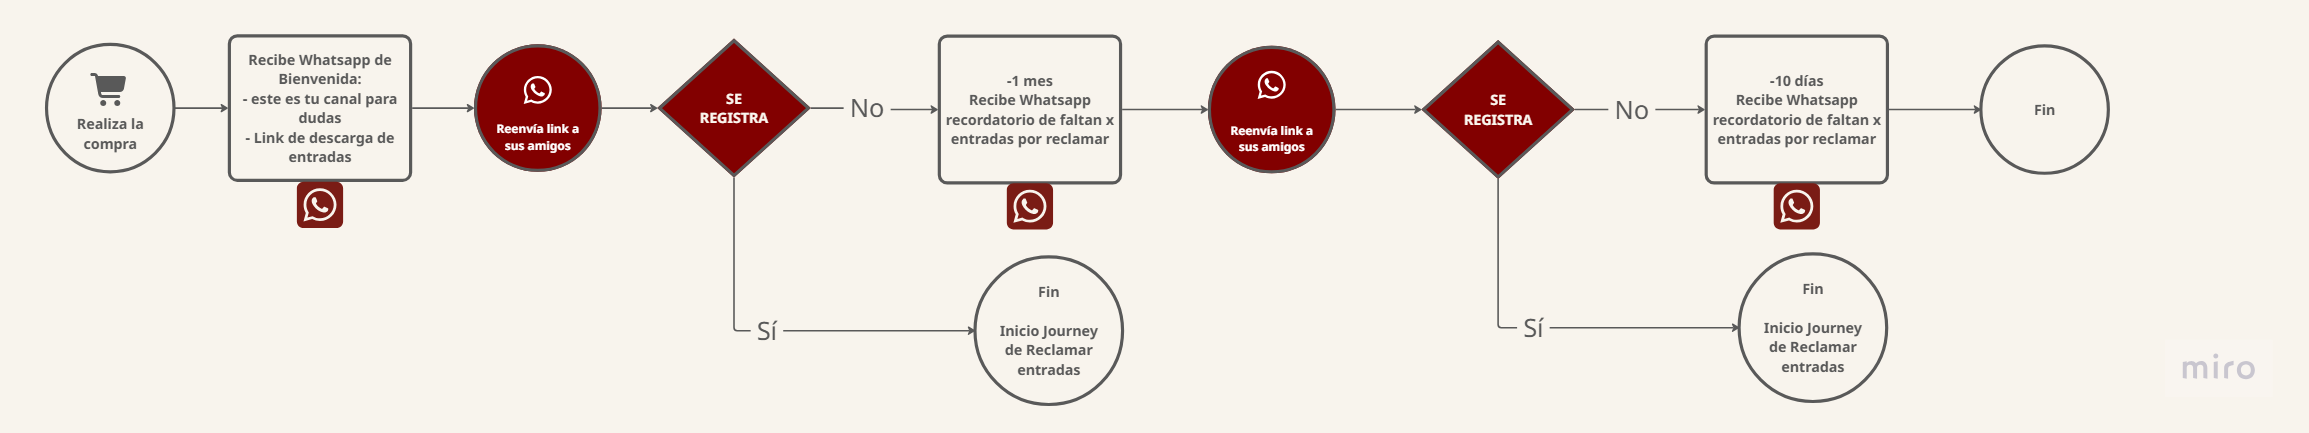 Realiza la
compra
Recibe Whatsapp de
Bienvenida:
- este es tu canal para
dudas
- Link de descarga de
entradas
Reenvía link a
sus amigos
SE
REGISTRA
No
-1 mes
Recibe Whatsapp
recordatorio de faltan x
entradas por reclamar
Reenvía link a
sus amigos
SE
REGISTRA
No
-10 días
Recibe Whatsapp
recordatorio de faltan x
entradas por reclamar
Fin
Sí
Fin
Inicio Journey
de Reclamar
entradas
Sí
Fin
Inicio Journey
de Reclamar
entradas
miro